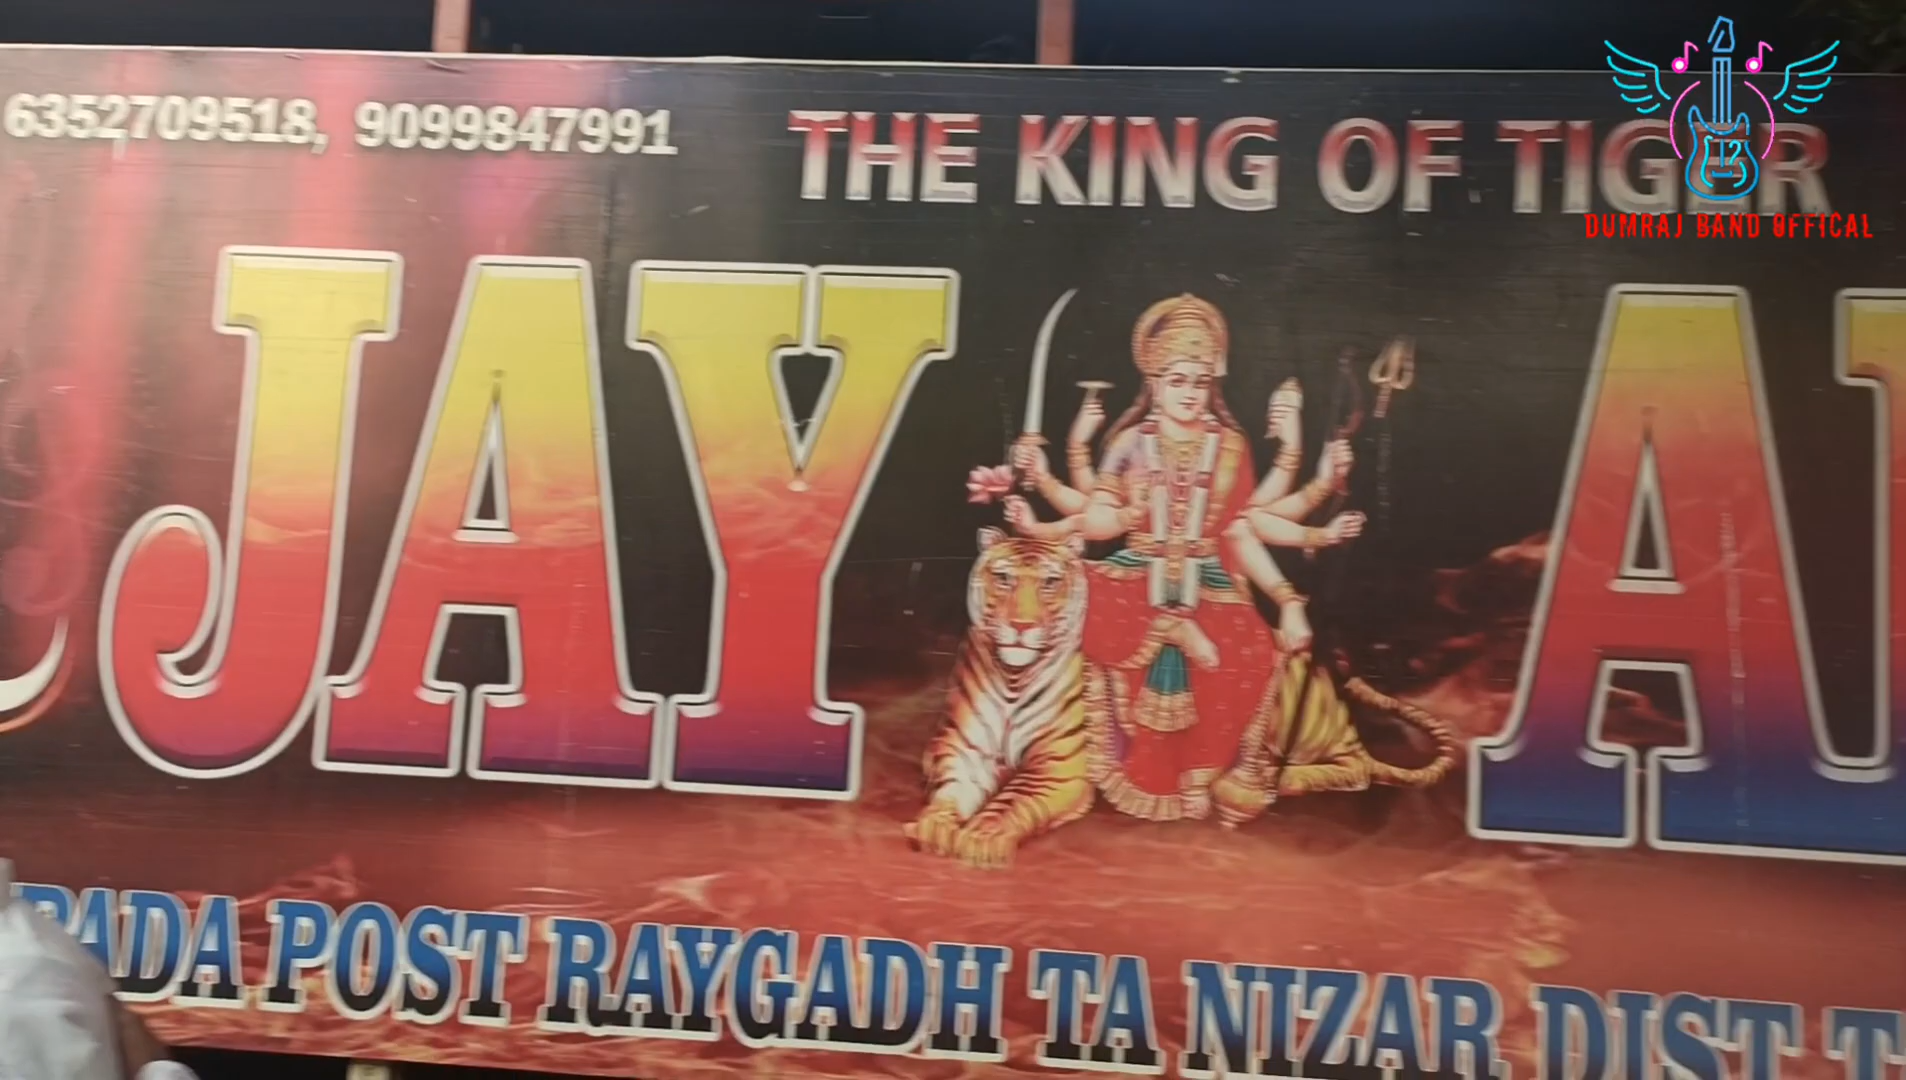 6352709518, 9099847991 THE KING OF TIGER
DUMRAJ BAND OFFICAL
JAY
PADA POST RAYGADH TA NIZAR DIST